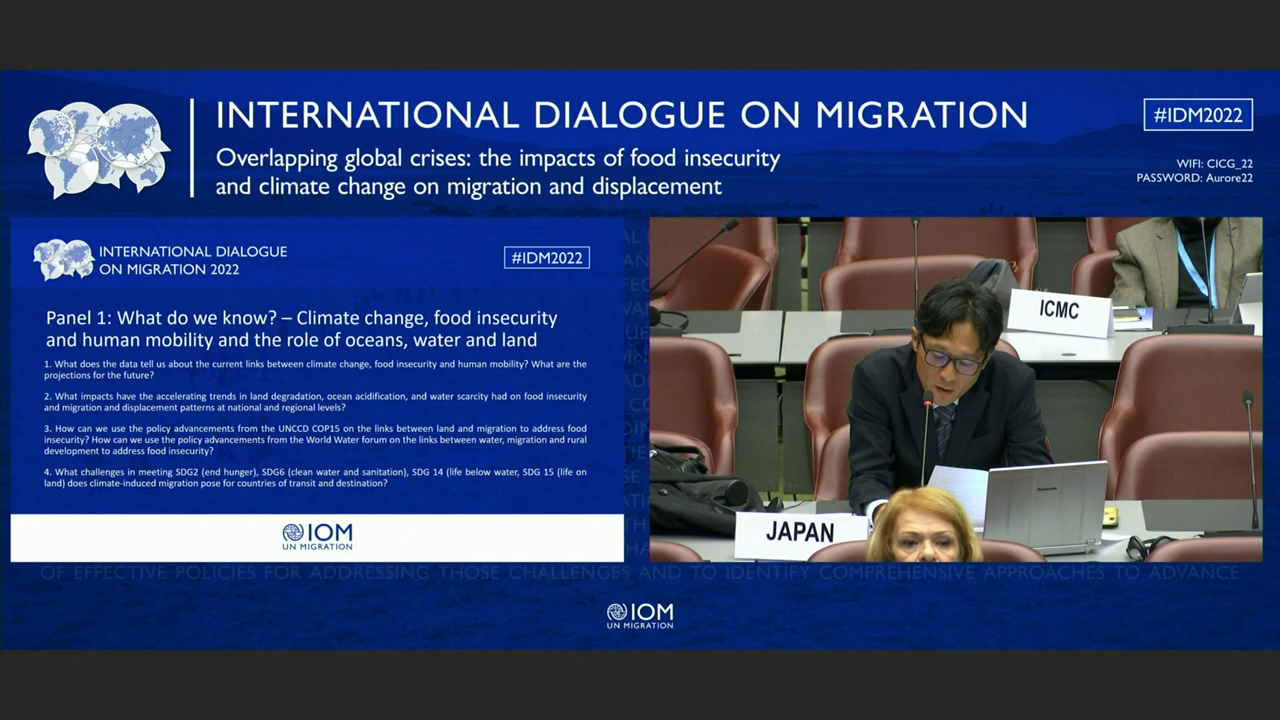 INTERNATIONAL DIALOGUE ON MIGRATION
Overlapping global crises: the impacts of food insecurity
and climate change on migration and displacement
#IDM2022
WIFI: CICG_22
PASSWORD: Aurore22
INTERNATIONAL DIALOGUE
ON MIGRATION 2022
#IDM2022
Panel 1: What do we know? – Climate change, food insecurity
and human mobility and the role of oceans, water and land
1. What does the data tell us about the current links between climate change, food insecurity and human mobility? What are the
projections for the future?
2. What impacts have the accelerating trends in land degradation, ocean acidification, and water scarcity had on food insecurity
and migration and displacement patterns at national and regional levels?
3. How can we use the policy advancements from the UNCCD COP15 on the links between land and migration to address food
insecurity? How can we use the policy advancements from the World Water forum on the links between water, migration and rural
development to address food insecurity?
4. What challenges in meeting SDG2 (end hunger), SDG6 (clean water and sanitation), SDG 14 (life below water, SDG 15 (life on
land) does climate-induced migration pose for countries of transit and destination?
IOM
UN MIGRATION
ICMC
Panasonic
JAPAN
OF EFFECTIVE POLICIES FOR ADDRESSING THOSE CHALLENGES AND TO IDENTIFY COMPREHENSIVE APPROACHES TO ADVANCE
IOM
UN MIGRATION